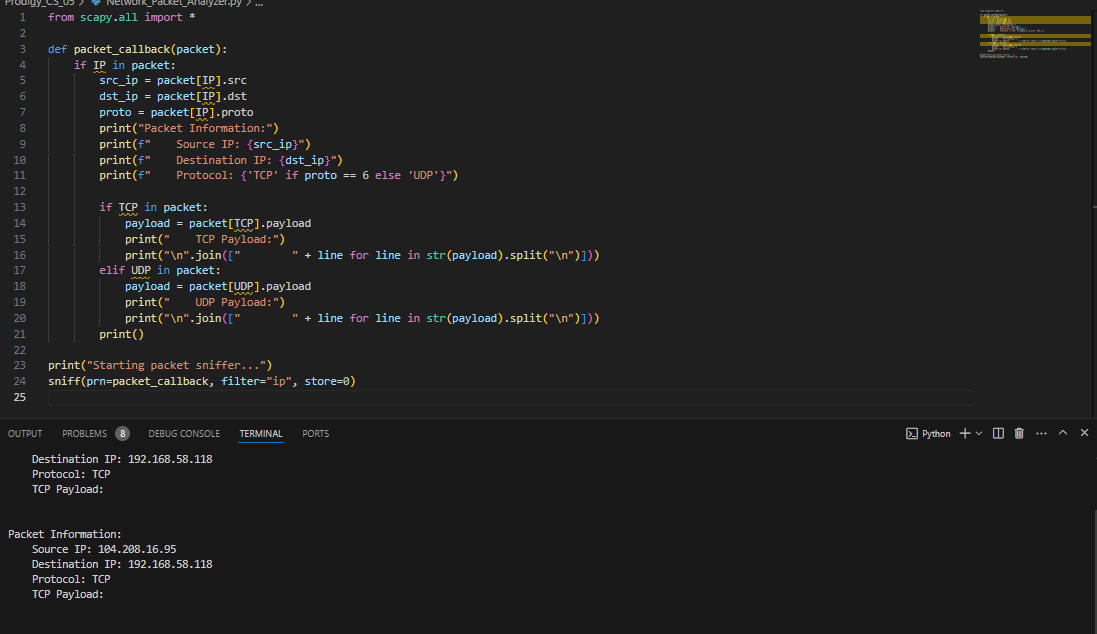 Prodigy_CS_05 > Network_Packet_Analyzer.py > ...
1 from scapy.all import *
2
3 def packet_callback(packet):
4     if IP in packet:
5         src_ip = packet[IP].src
6         dst_ip = packet[IP].dst
7         proto = packet[IP].proto
8         print("Packet Information:")
9         print(f"    Source IP: {src_ip}")
10         print(f"    Destination IP: {dst_ip}")
11         print(f"    Protocol: {'TCP' if proto == 6 else 'UDP'}")
12
13         if TCP in packet:
14             payload = packet[TCP].payload
15             print("    TCP Payload:")
16             print("\n".join(["        " + line for line in str(payload).split("\n")]))
17         elif UDP in packet:
18             payload = packet[UDP].payload
19             print("    UDP Payload:")
20             print("\n".join(["        " + line for line in str(payload).split("\n")]))
21         print()
22
23 print("Starting packet sniffer...")
24 sniff(prn=packet_callback, filter="ip", store=0)
25
OUTPUT PROBLEMS 8 DEBUG CONSOLE TERMINAL PORTS Python
    Destination IP: 192.168.58.118
    Protocol: TCP
    TCP Payload:
Packet Information:
    Source IP: 104.208.16.95
    Destination IP: 192.168.58.118
    Protocol: TCP
    TCP Payload: